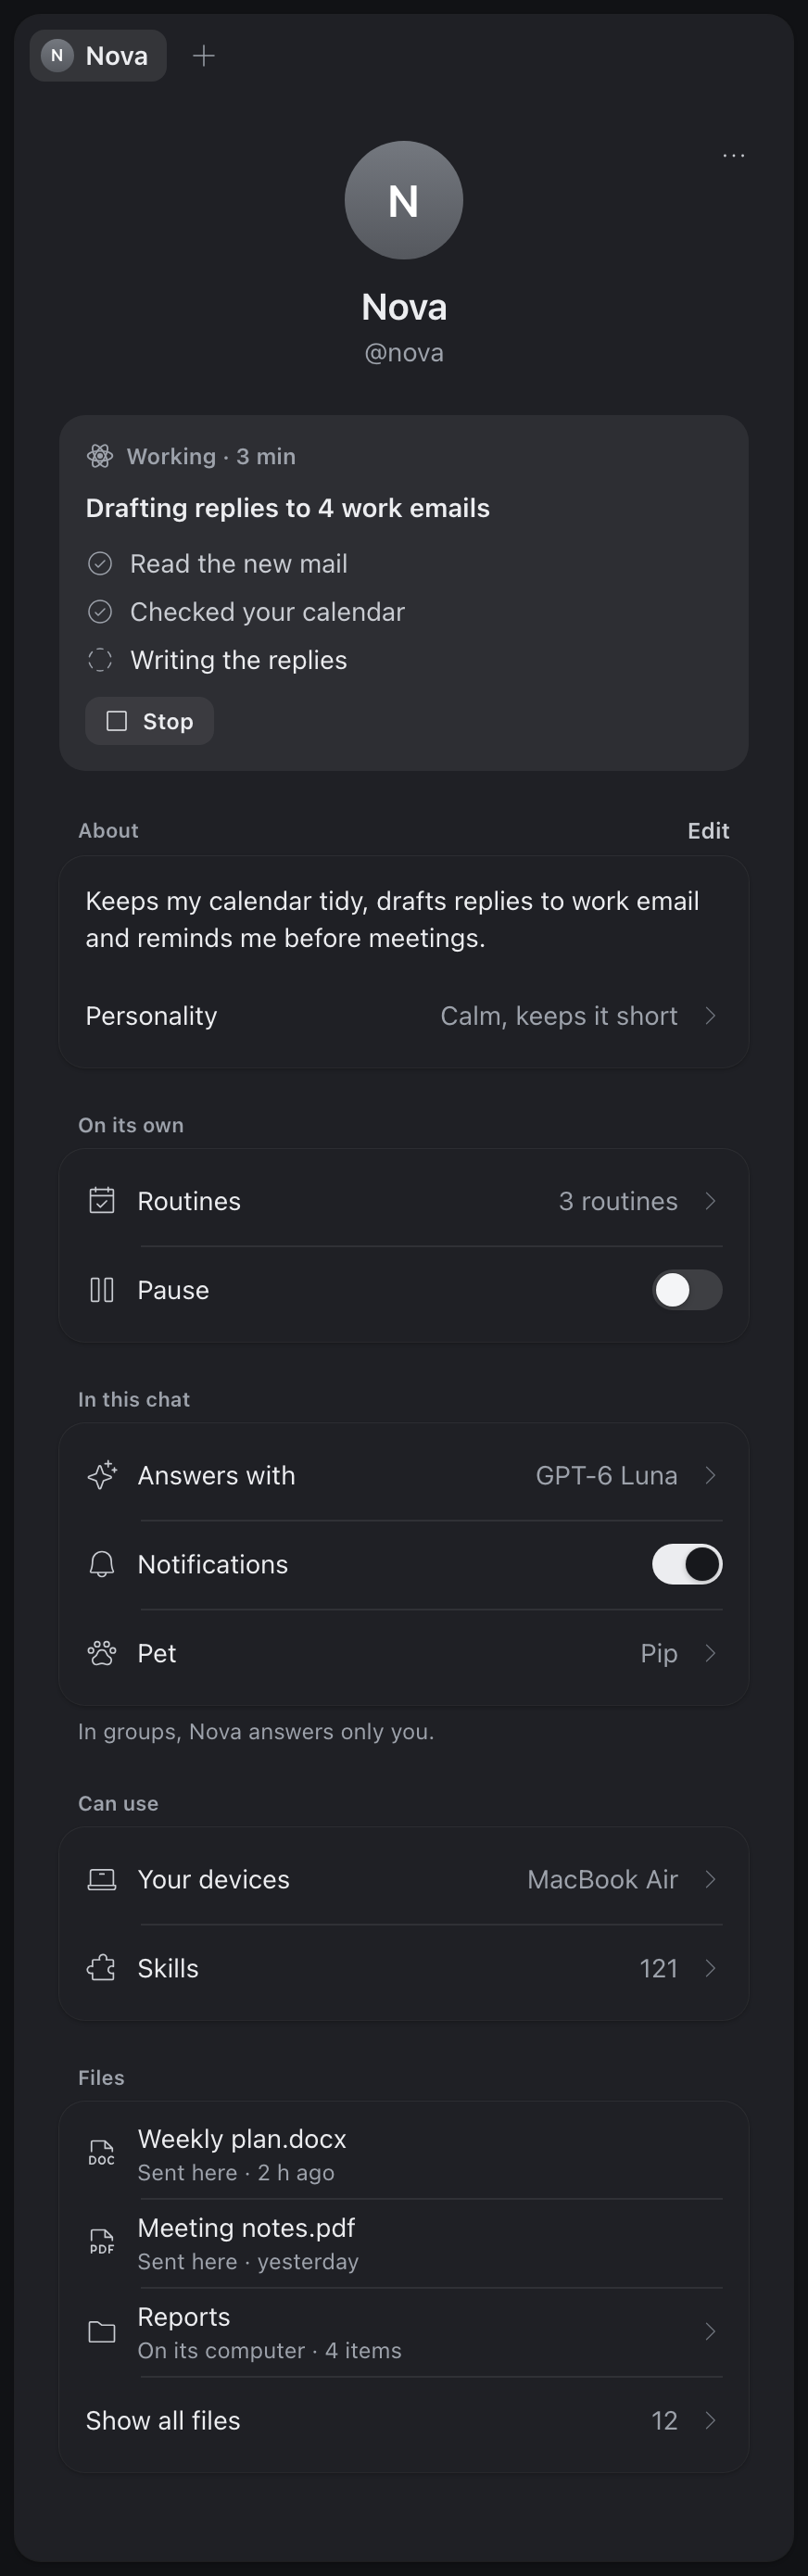 N Nova
N
Nova
@nova
Working · 3 min
Drafting replies to 4 work emails
Read the new mail
Checked your calendar
Writing the replies
Stop
About Edit
Keeps my calendar tidy, drafts replies to work email
and reminds me before meetings.
Personality Calm, keeps it short
On its own
Routines 3 routines
Pause
In this chat
Answers with GPT-6 Luna
Notifications
Pet Pip
In groups, Nova answers only you.
Can use
Your devices MacBook Air
Skills 121
Files
Weekly plan.docx
DOC
Sent here · 2 h ago
Meeting notes.pdf
PDF
Sent here · yesterday
Reports
On its computer · 4 items
Show all files 12